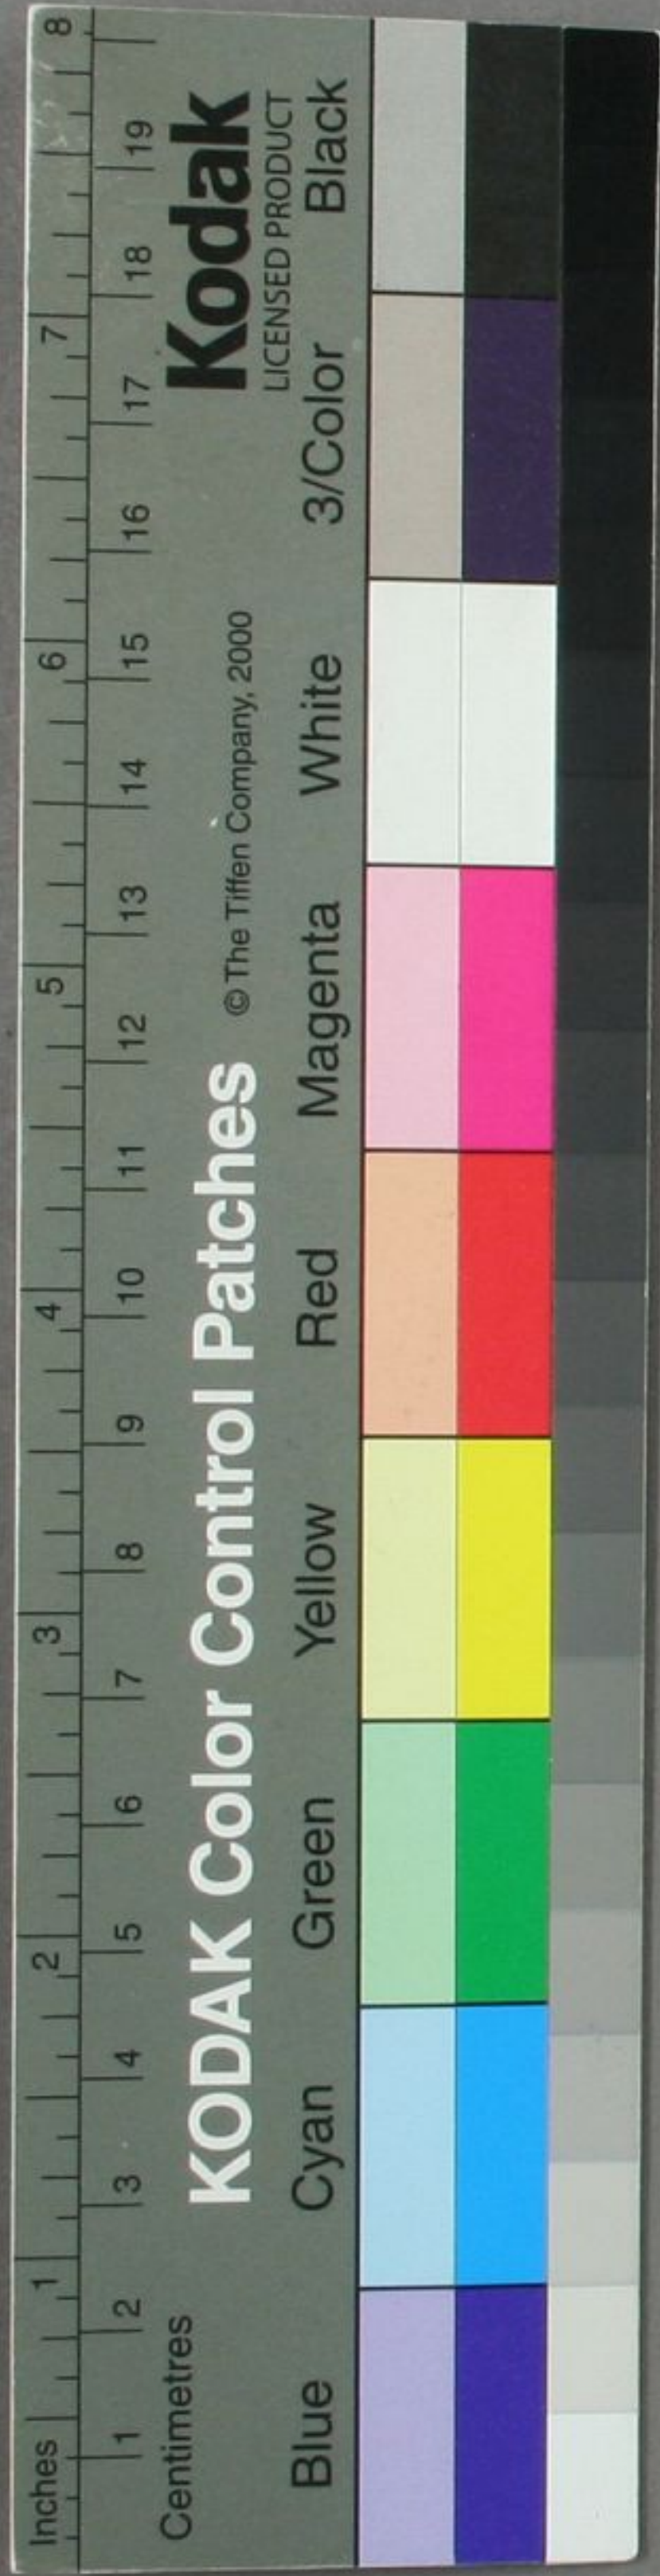 Inches 1 2 3 4 5 6 7 8
1 2 3 4 5 6 7 8 9 10 11 12 13 14 15 16 17 18 19
Centimetres
KODAK Color Control Patches © The Tiffen Company, 2000 Kodak
LICENSED PRODUCT
Blue Cyan Green Yellow Red Magenta White 3/Color Black